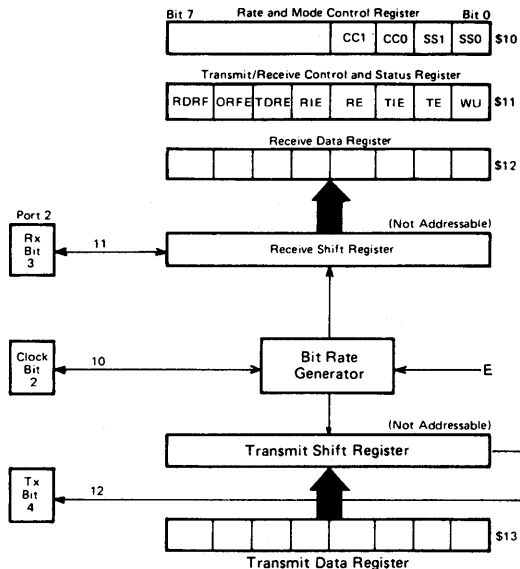 Bit 7 Rate and Mode Control Register Bit 0
CC1 CC0 SS1 SS0 $10
Transmit/Receive Control and Status Register
RDRF ORFE TDRE RIE RE TIE TE WU $11
Receive Data Register
$12
Port 2
(Not Addressable)
Rx
Bit
3
11
Receive Shift Register
Clock
Bit
2
10
Bit Rate
Generator
E
(Not Addressable)
Transmit Shift Register
Tx
Bit
4
12
$13
Transmit Data Register